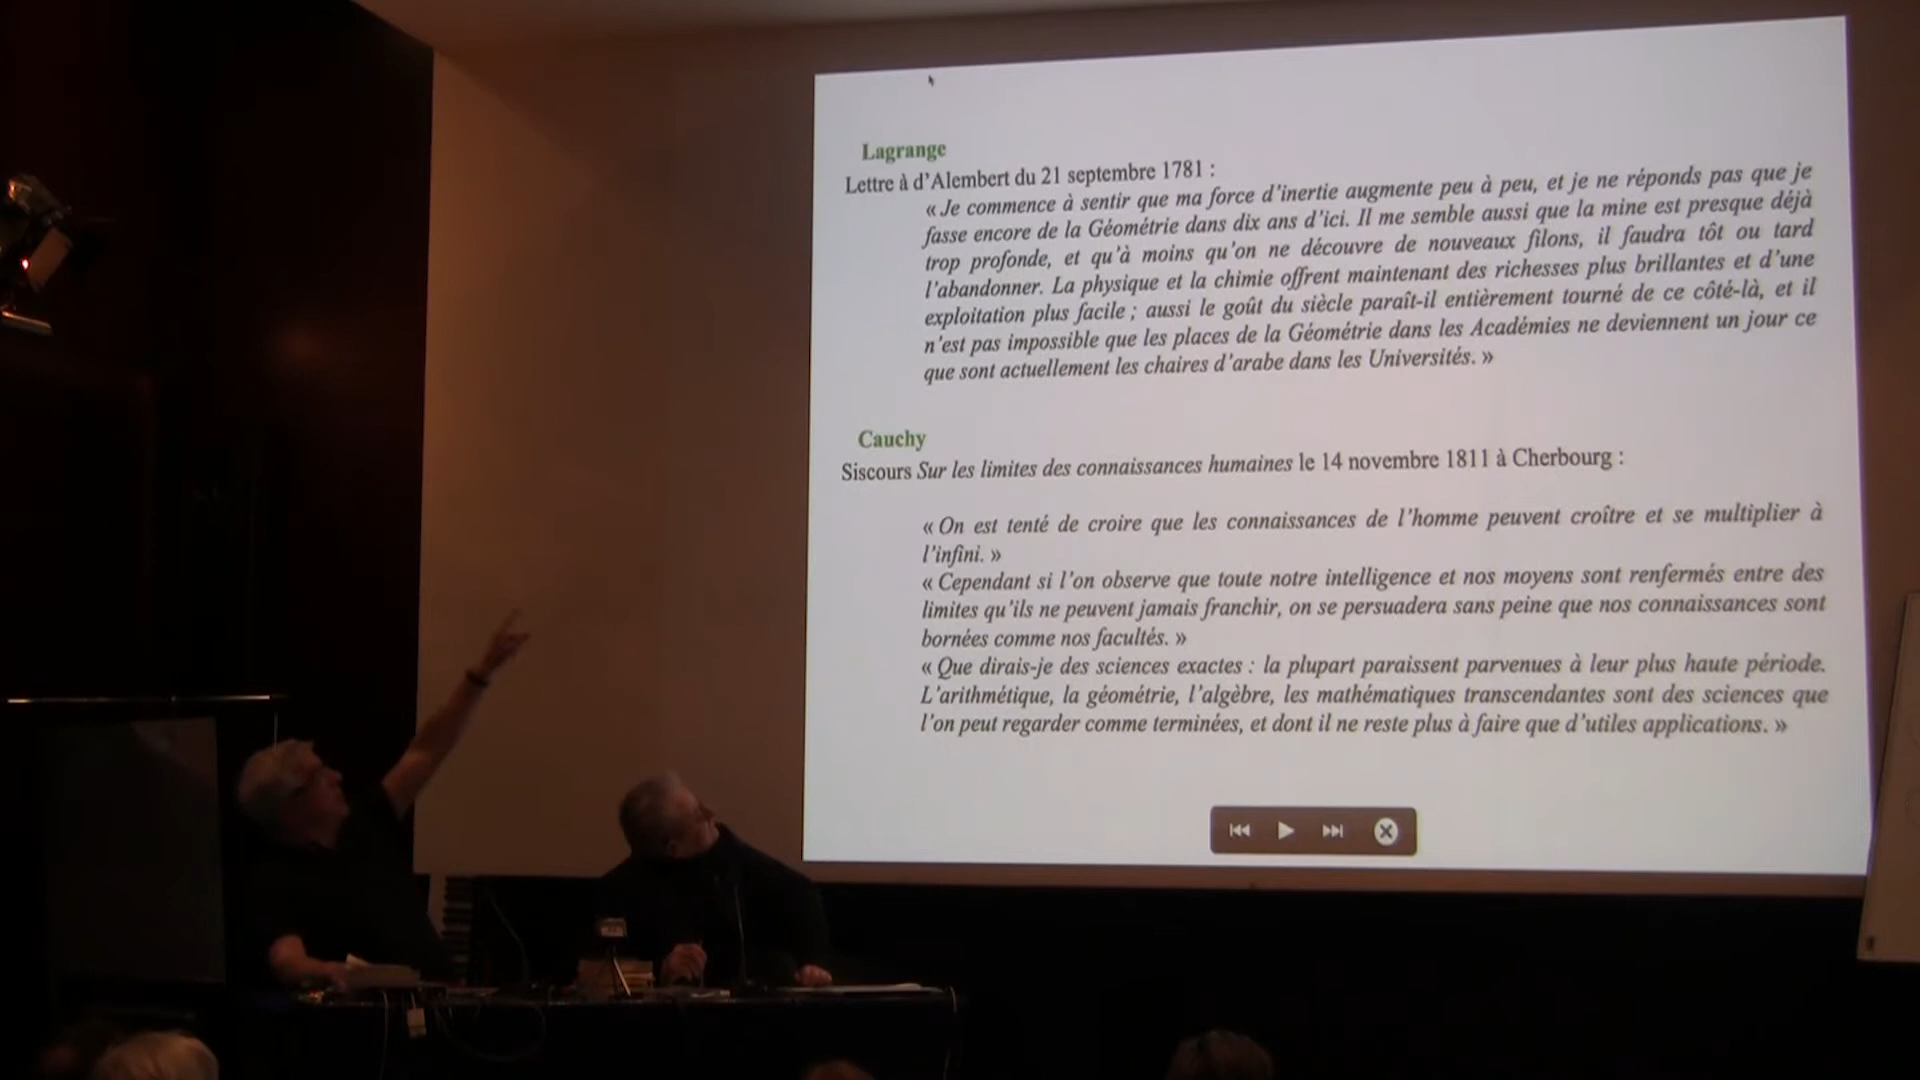 Lagrange
Lettre à d'Alembert du 21 septembre 1781 :
« Je commence à sentir que ma force d'inertie augmente peu à peu, et je ne réponds pas que je
fasse encore de la Géométrie dans dix ans d'ici. Il me semble aussi que la mine est presque déjà
trop profonde, et qu'à moins qu'on ne découvre de nouveaux filons, il faudra tôt ou tard
l'abandonner. La physique et la chimie offrent maintenant des richesses plus brillantes et d'une
exploitation plus facile ; aussi le goût du siècle paraît-il entièrement tourné de ce côté-là, et il
n'est pas impossible que les places de la Géométrie dans les Académies ne deviennent un jour ce
que sont actuellement les chaires d'arabe dans les Universités. »
Cauchy
Siscours Sur les limites des connaissances humaines le 14 novembre 1811 à Cherbourg :
« On est tenté de croire que les connaissances de l'homme peuvent croître et se multiplier à
l'infini. »
« Cependant si l'on observe que toute notre intelligence et nos moyens sont renfermés entre des
limites qu'ils ne peuvent jamais franchir, on se persuadera sans peine que nos connaissances sont
bornées comme nos facultés. »
« Que dirais-je des sciences exactes : la plupart paraissent parvenues à leur plus haute période.
L'arithmétique, la géométrie, l'algèbre, les mathématiques transcendantes sont des sciences que
l'on peut regarder comme terminées, et dont il ne reste plus à faire que d'utiles applications. »